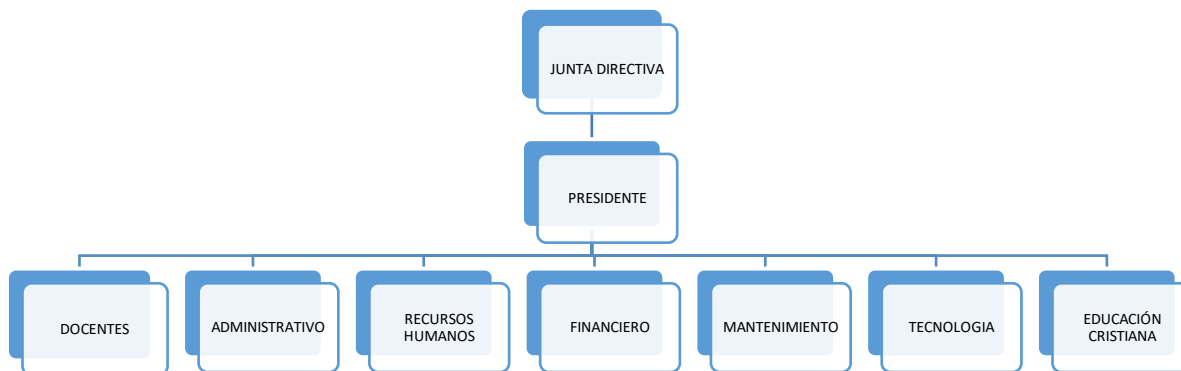 JUNTA DIRECTIVA
PRESIDENTE
DOCENTES
ADMINISTRATIVO
RECURSOS
HUMANOS
FINANCIERO
MANTENIMIENTO
TECNOLOGIA
EDUCACIÓN
CRISTIANA